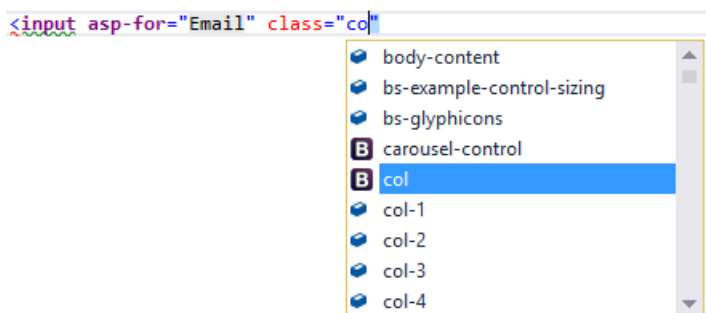 <input asp-for="Email" class="co"
body-content
bs-example-control-sizing
bs-glyphicons
B carousel-control
B col
col-1
col-2
col-3
col-4